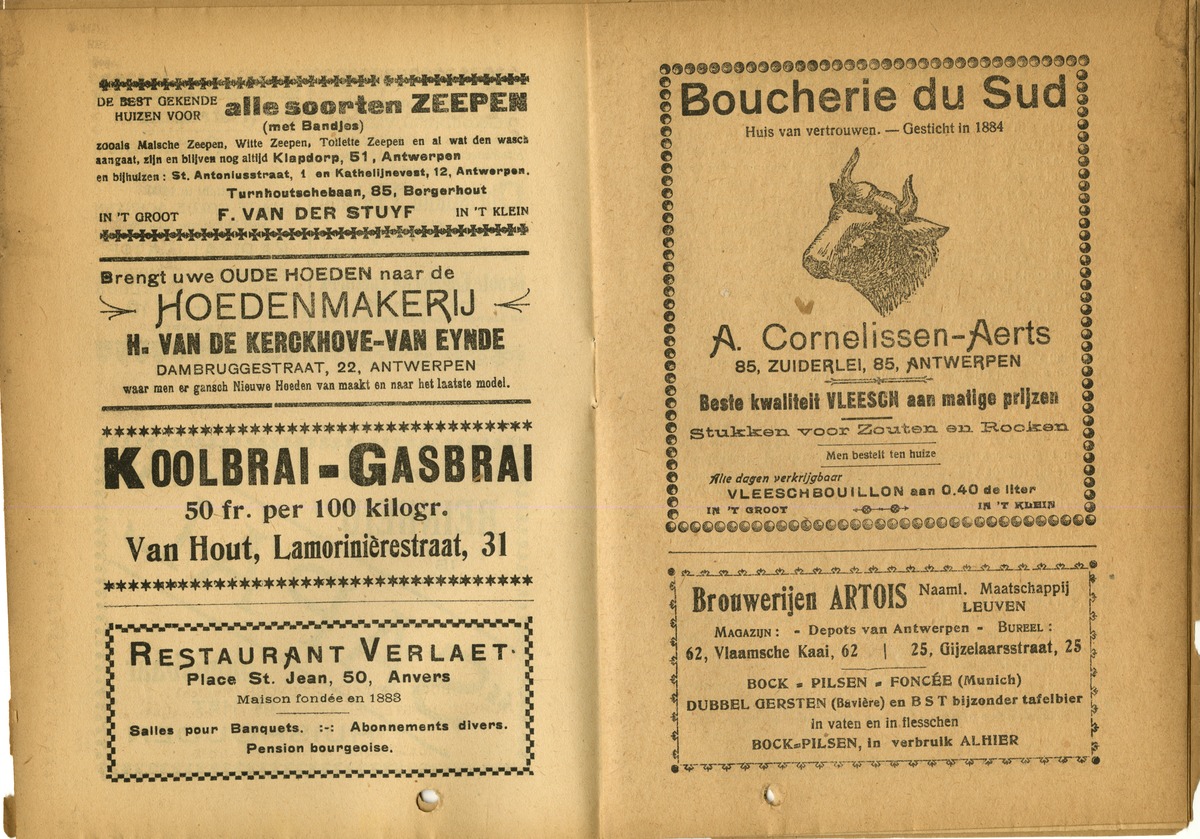 DE BEST GEKENDE
HUIZEN VOOR
alle soorten ZEEPEN
(met Bandjes)
zooals Malsche Zeepen, Witte Zeepen, Toilette Zeepen en al wat den wasch
aangaat, zijn en blijven nog altijd Klapdorp, 51, Antwerpen
en bijhuizen: St. Antoniusstraat, 1 en Kathelijnevest, 12, Antwerpen.
Turnhoutschebaan, 85, Borgerhout
IN 'T GROOT F. VAN DER STUYF IN 'T KLEIN
Brengt uwe OUDE HOEDEN naar de
HOEDENMAKERIJ
H. VAN DE KERCKHOVE-VAN EYNDE
DAMBRUGGESTRAAT, 22, ANTWERPEN
waar men er gansch Nieuwe Hoeden van maakt en naar het laatste model.
KOOLBRAI - GASBRAI
50 fr. per 100 kilogr.
Van Hout, Lamorinièrestraat, 31
RESTAURANT VERLAET
Place St. Jean, 50, Anvers
Maison fondée en 1883
Salles pour Banquets. :-: Abonnements divers.
Pension bourgeoise.
Boucherie du Sud
Huis van vertrouwen. — Gesticht in 1884
A. Cornelissen-Aerts
85, ZUIDERLEI, 85, ANTWERPEN
Beste kwaliteit VLEESCH aan matige prijzen
Stukken voor Zouten en Rooken
Men bestelt ten huize
Alle dagen verkrijgbaar
VLEESCHBOUILLON aan 0.40 de liter
IN 'T GROOT IN 'T KLEIN
Brouwerijen ARTOIS
Naaml. Maatschappij
LEUVEN
MAGAZIJN: - Depots van Antwerpen - BUREEL:
62, Vlaamsche Kaai, 62 | 25, Gijzelaarsstraat, 25
BOCK = PILSEN = FONCÉE (Munich)
DUBBEL GERSTEN (Bavière) en BST bijzonder tafelbier
in vaten en in flesschen
BOCK=PILSEN, in verbruik ALHIER